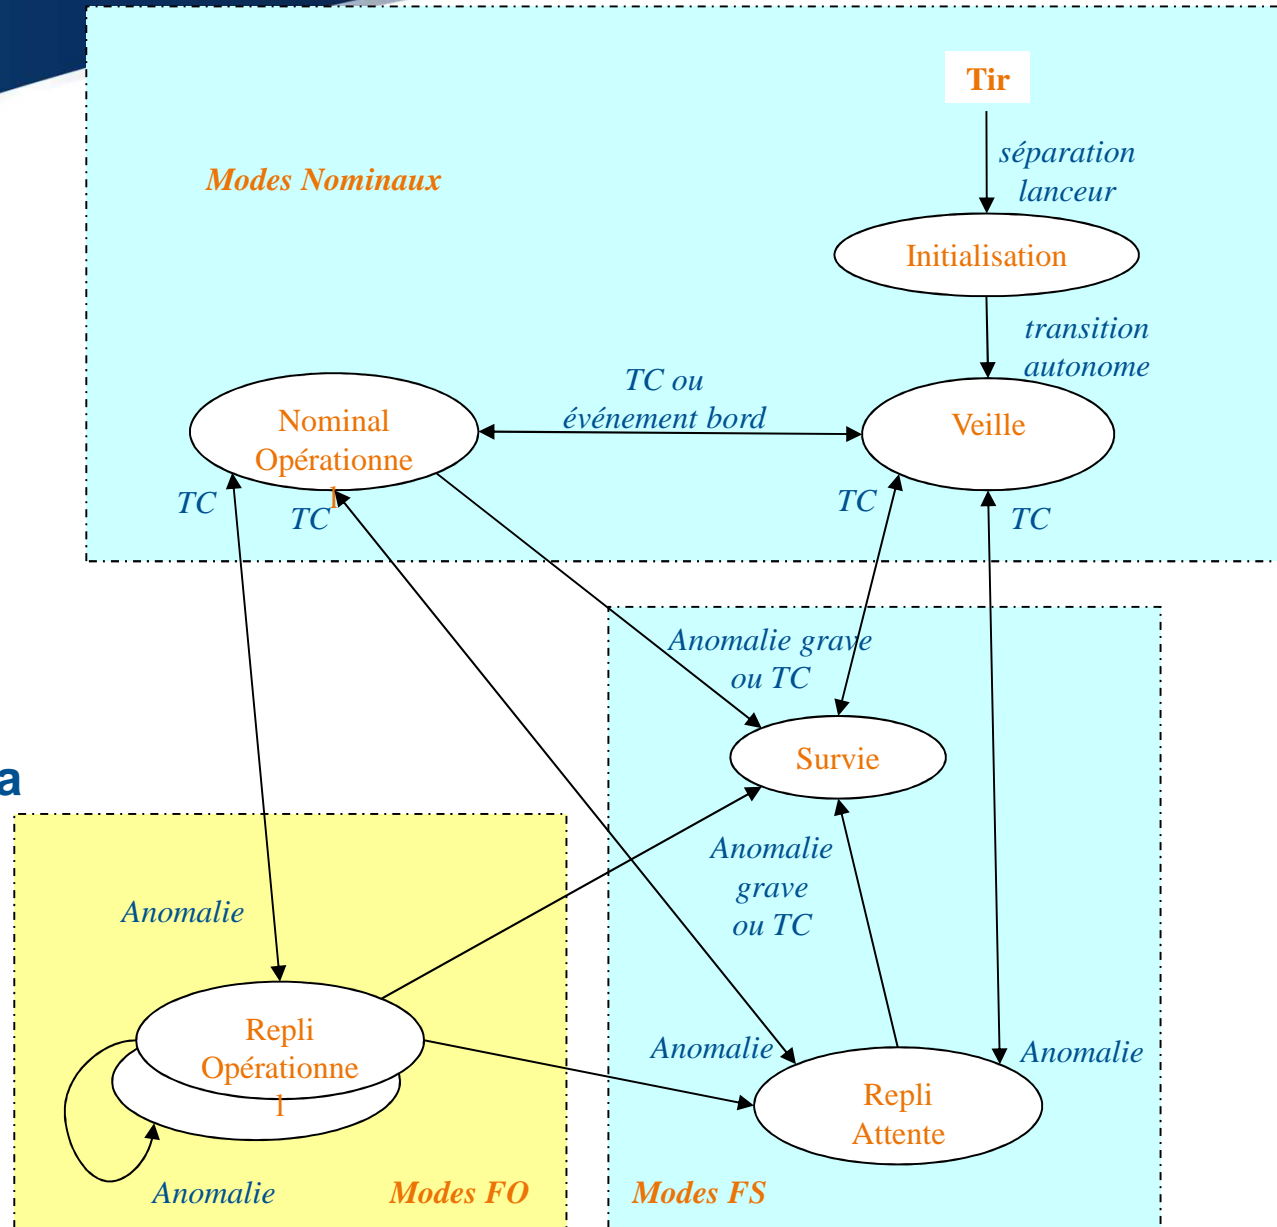 Tir
séparation
lanceur
Modes Nominaux
Initialisation
transition
autonome
TC ou
événement bord
Nominal
Opérationne
l
Veille
TC
TC
TC
TC
Anomalie grave
ou TC
Survie
a
Anomalie
grave
ou TC
Anomalie
Repli
Opérationne
l
Anomalie
Anomalie
Repli
Attente
Anomalie
Modes FO
Modes FS